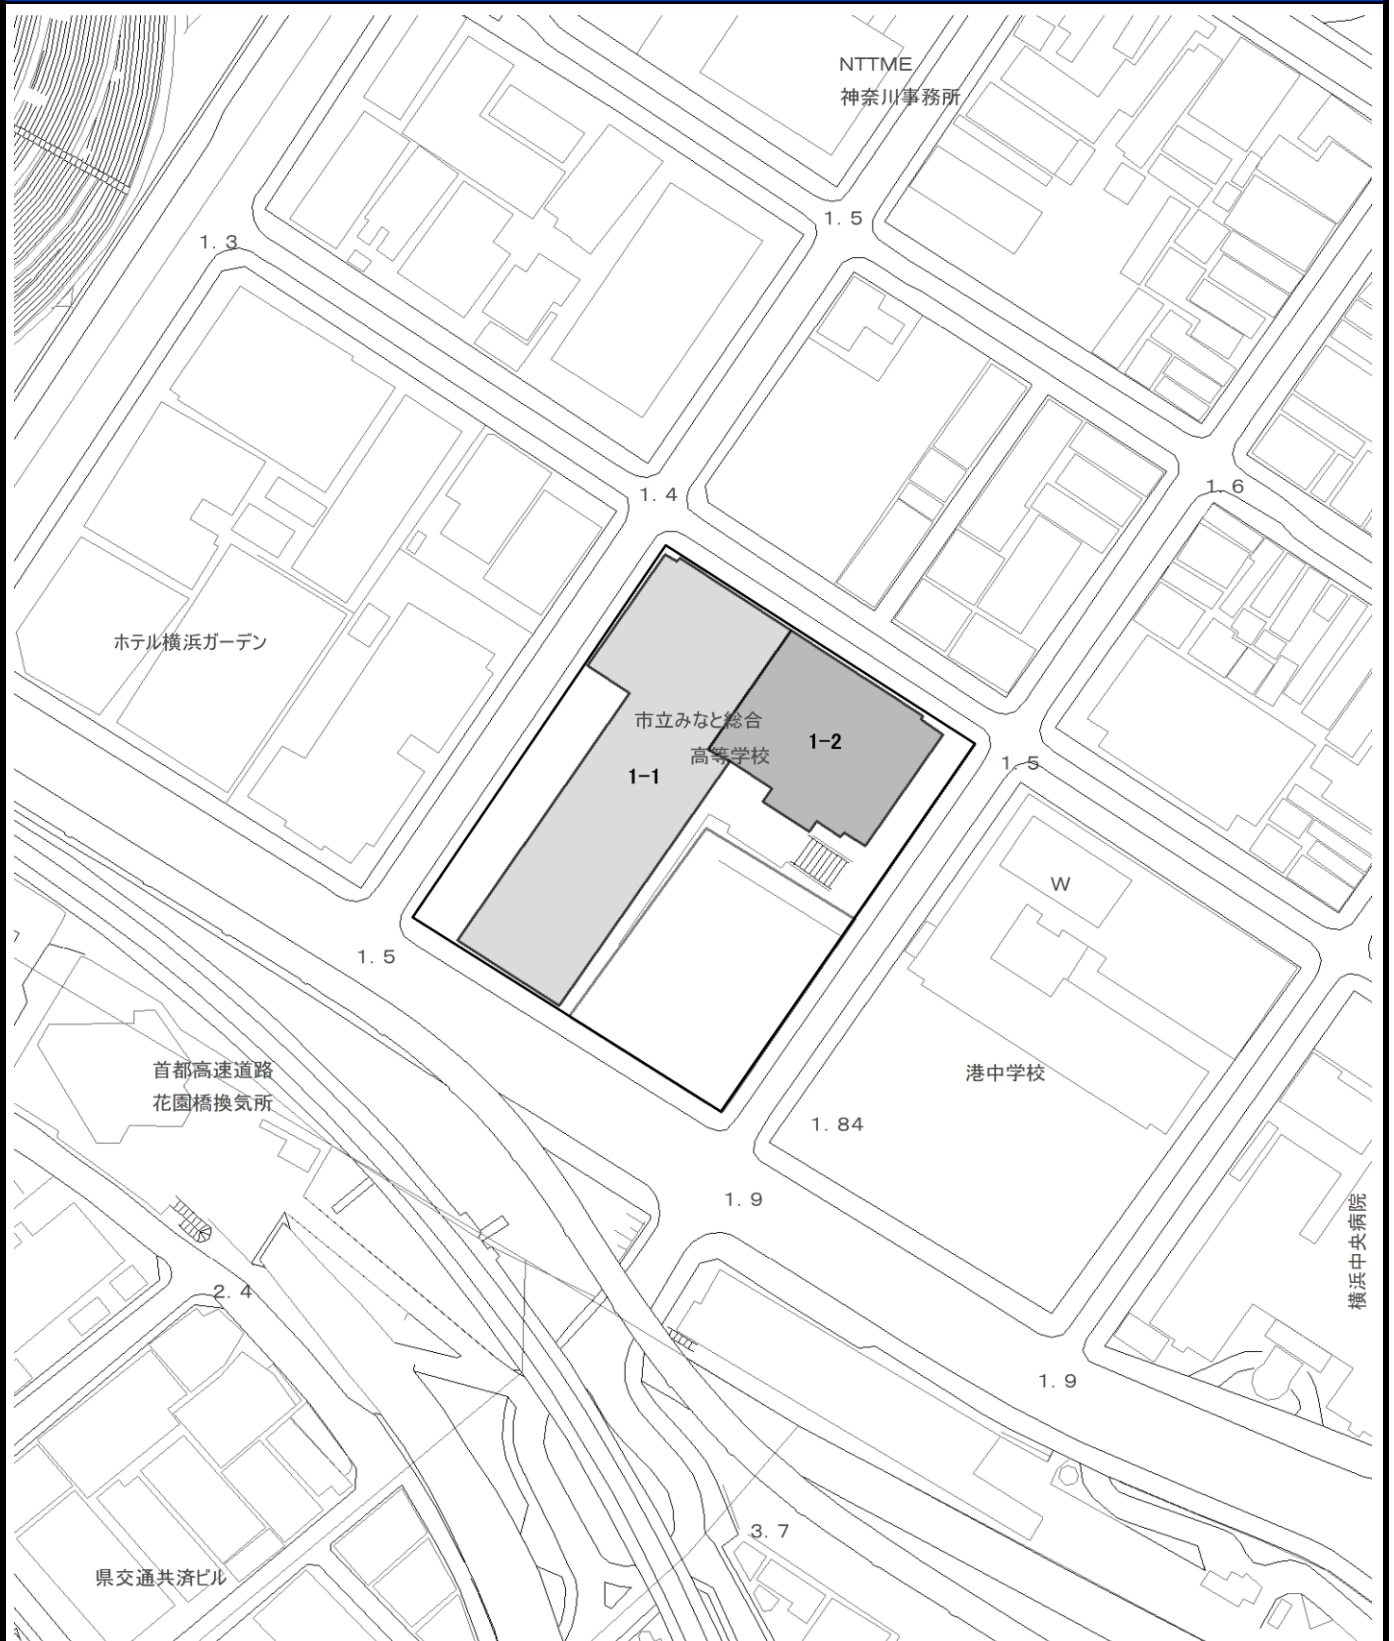 NTTME
神奈川事務所
1. 5
1. 3
1. 6
1. 4
ホテル横浜ガーデン
市立みなと総合
高等学校
1-2
1-1
1. 5
W
1. 5
首都高速道路
花園橋換気所
港中学校
1. 84
1. 9
横浜中央病院
2. 4
1. 9
3. 7
県交通共済ビル